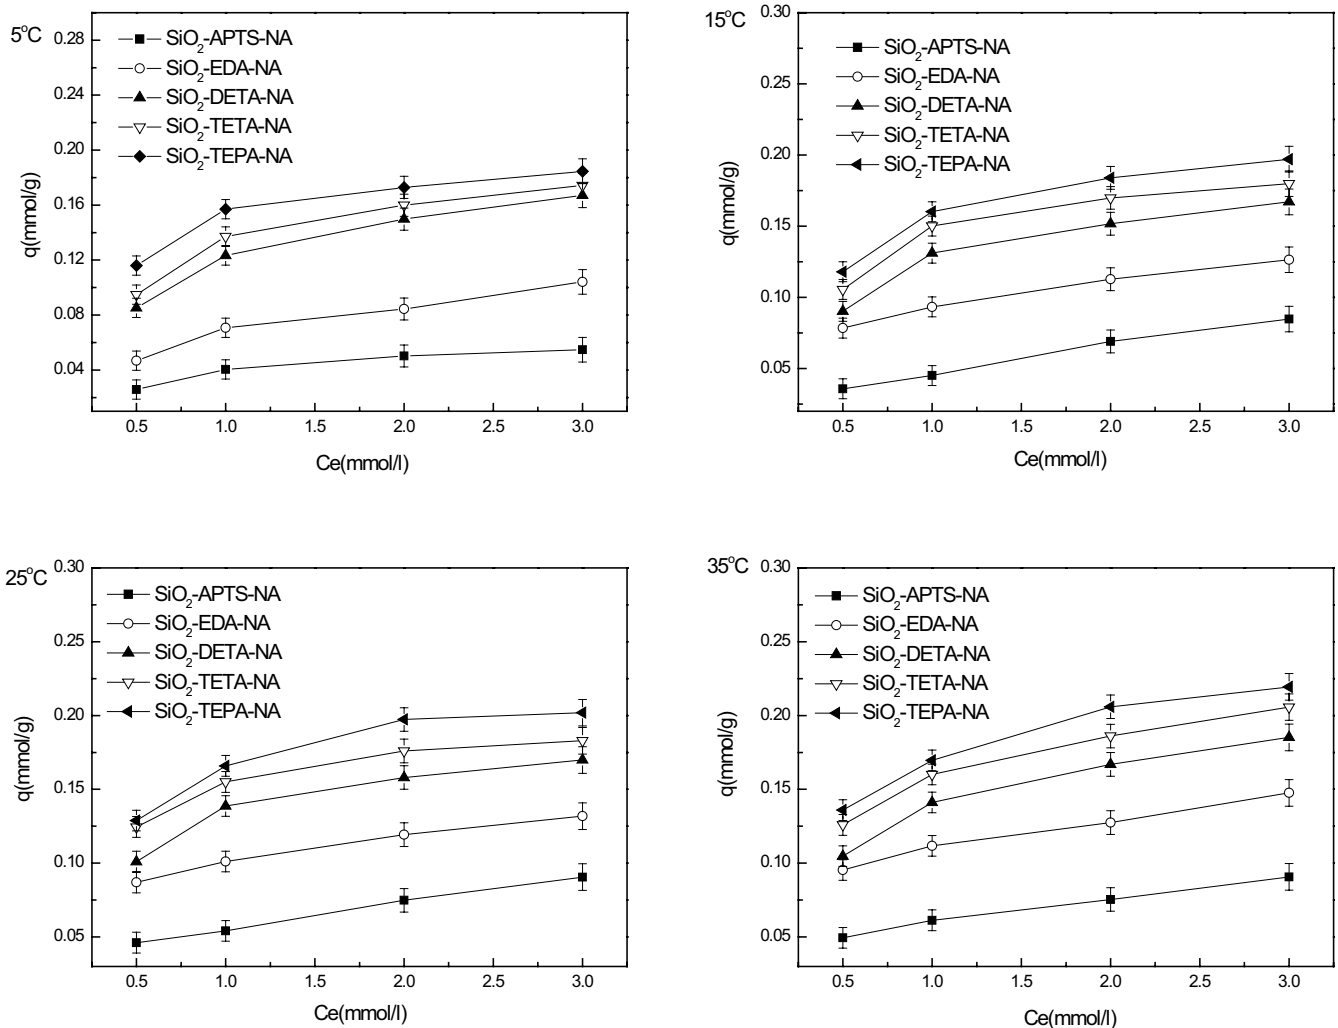 5°C
0.28
0.24
0.20
0.16
0.12
0.08
0.04
q(mmol/g)
SiO2-APTS-NA
SiO2-EDA-NA
SiO2-DETA-NA
SiO2-TETA-NA
SiO2-TEPA-NA
0.5 1.0 1.5 2.0 2.5 3.0
Ce(mmol/l)
15°C
0.30
0.25
0.20
0.15
0.10
0.05
q(mmol/g)
SiO2-APTS-NA
SiO2-EDA-NA
SiO2-DETA-NA
SiO2-TETA-NA
SiO2-TEPA-NA
0.5 1.0 1.5 2.0 2.5 3.0
Ce(mmol/l)
25°C
0.30
0.25
0.20
0.15
0.10
0.05
q(mmol/g)
SiO2-APTS-NA
SiO2-EDA-NA
SiO2-DETA-NA
SiO2-TETA-NA
SiO2-TEPA-NA
0.5 1.0 1.5 2.0 2.5 3.0
Ce(mmol/l)
35°C
0.30
0.25
0.20
0.15
0.10
0.05
q(mmol/g)
SiO2-APTS-NA
SiO2-EDA-NA
SiO2-DETA-NA
SiO2-TETA-NA
SiO2-TEPA-NA
0.5 1.0 1.5 2.0 2.5 3.0
Ce(mmol/l)